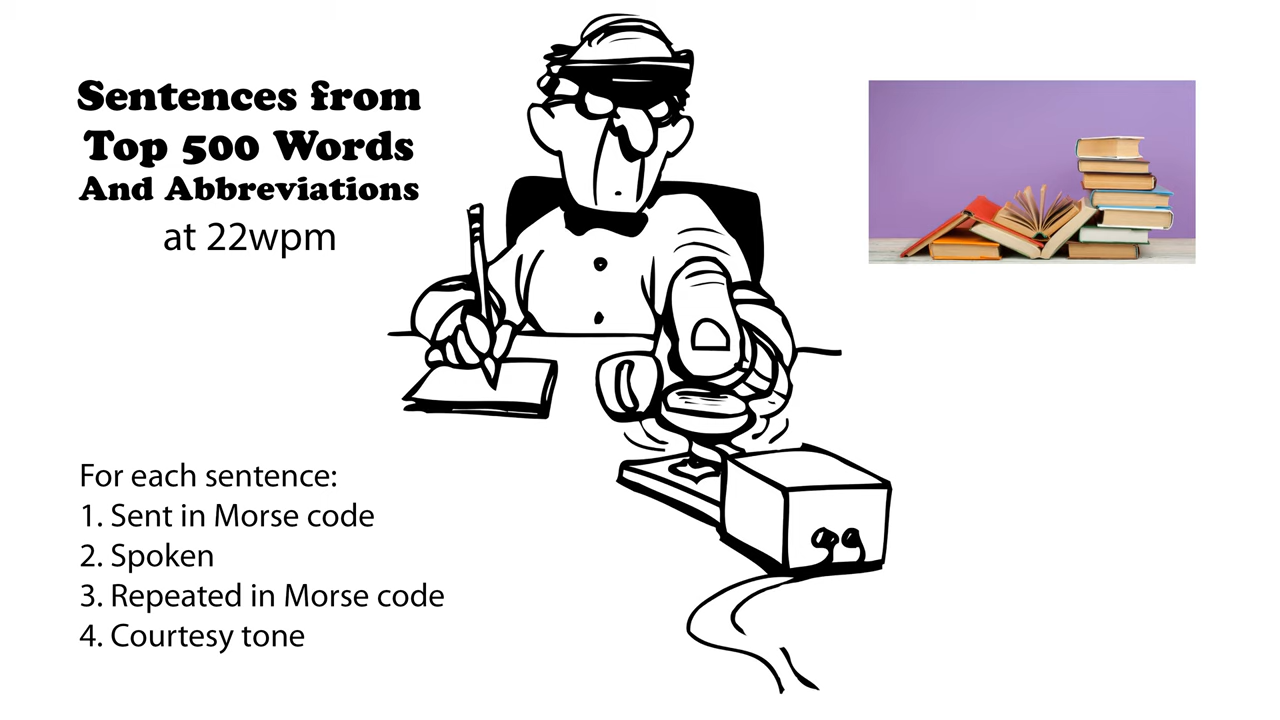 Sentences from
Top 500 Words
And Abbreviations
at 22wpm
For each sentence:
1. Sent in Morse code
2. Spoken
3. Repeated in Morse code
4. Courtesy tone